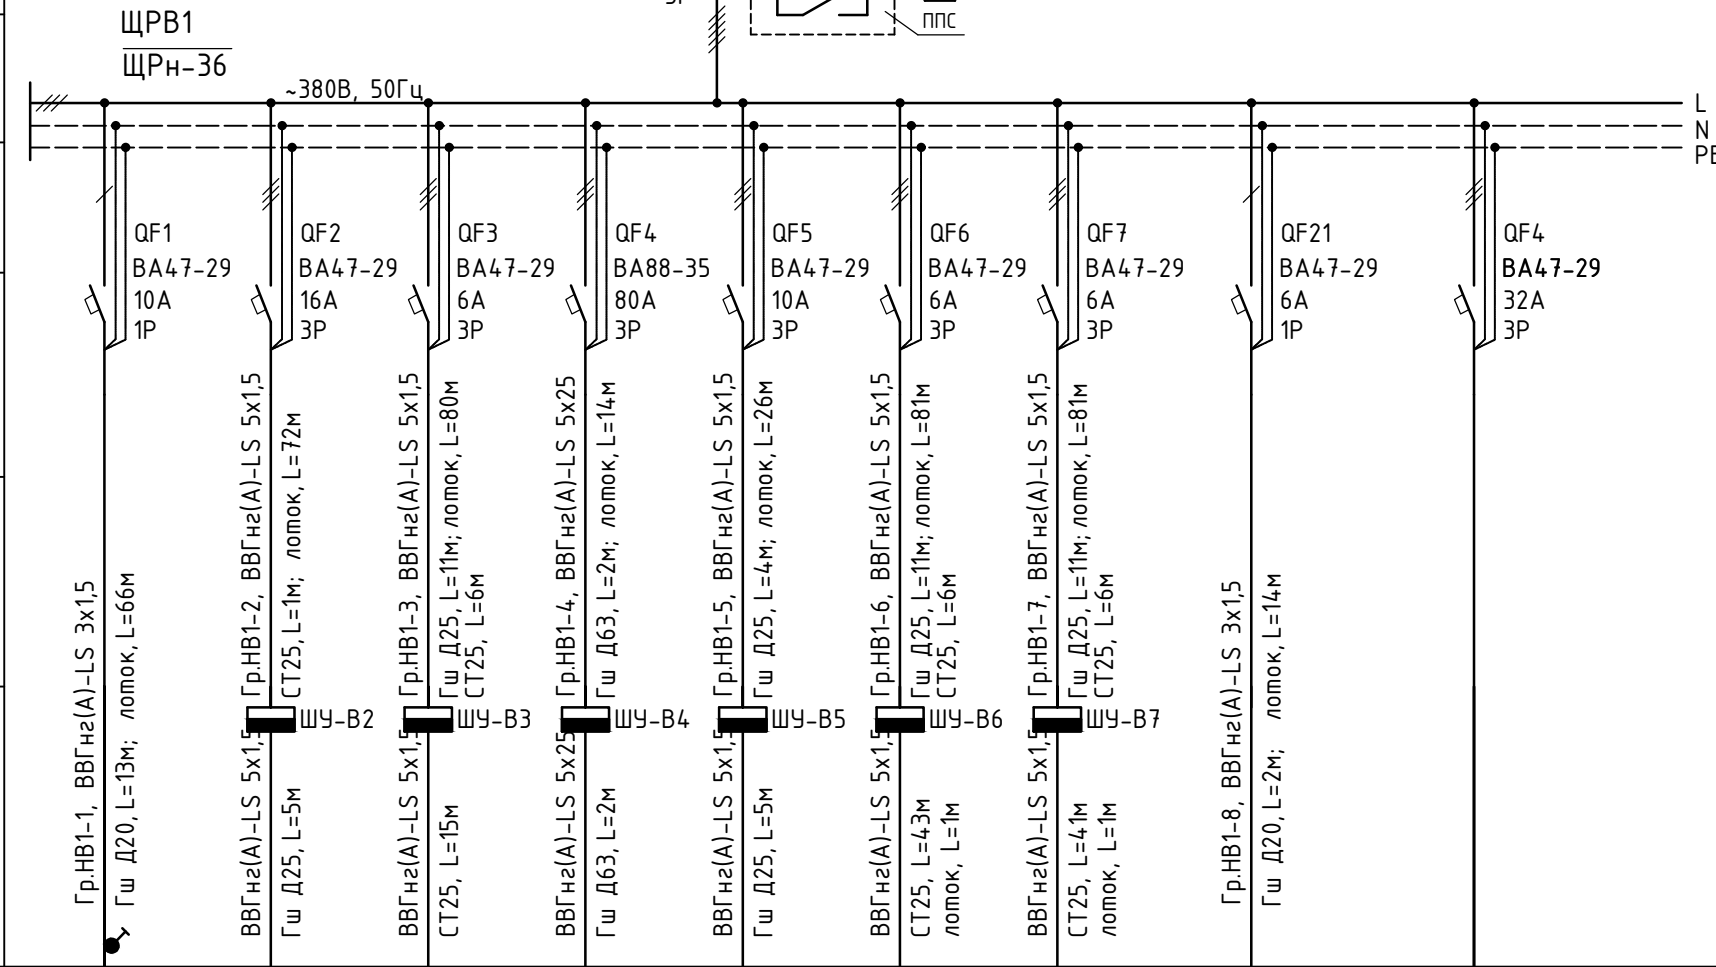 ЩРВ1
ЩРн-36
ППС
~380В, 50Гц
L
N
QF1
ВА47-29
10А
1Р
QF2
ВА47-29
16А
3Р
QF3
ВА47-29
6А
3Р
QF4
ВА88-35
80А
3Р
QF5
ВА47-29
10А
3Р
QF6
ВА47-29
6А
3Р
QF7
ВА47-29
6А
3Р
QF21
ВА47-29
6А
1Р
QF4
ВА47-29
32А
3Р
Гр.НВ1-1, ВВГнг(А)-LS 3х1,5
Гш Д20, L=13м; лоток, L=66м
Гр.НВ1-2, ВВГнг(А)-LS 5х1,5
СТ25, L=1м; лоток, L=72м
Гр.НВ1-3, ВВГнг(А)-LS 5х1,5
Гш Д25, L=11м; лоток, L=80м
СТ25, L=6м
Гр.НВ1-4, ВВГнг(А)-LS 5х25
Гш Д63, L=2м; лоток, L=14м
Гр.НВ1-5, ВВГнг(А)-LS 5х1,5
Гш Д25, L=4м; лоток, L=26м
Гр.НВ1-6, ВВГнг(А)-LS 5х1,5
Гш Д25, L=11м; лоток, L=81м
СТ25, L=6м
Гр.НВ1-7, ВВГнг(А)-LS 5х1,5
Гш Д25, L=11м; лоток, L=81м
СТ25, L=6м
Гр.НВ1-8, ВВГнг(А)-LS 3х1,5
Гш Д20, L=2м; лоток, L=14м
ШУ-В2
ШУ-В3
ШУ-В4
ШУ-В5
ШУ-В6
ШУ-В7
ВВГнг(А)-LS 5х1,5
Гш Д25, L=5м
ВВГнг(А)-LS 5х1,5
СТ25, L=15м
ВВГнг(А)-LS 5х25
Гш Д63, L=2м
ВВГнг(А)-LS 5х1,5
Гш Д25, L=5м
ВВГнг(А)-LS 5х1,5
СТ25, L=43м
лоток, L=1м
ВВГнг(А)-LS 5х1,5
СТ25, L=41м
лоток, L=1м